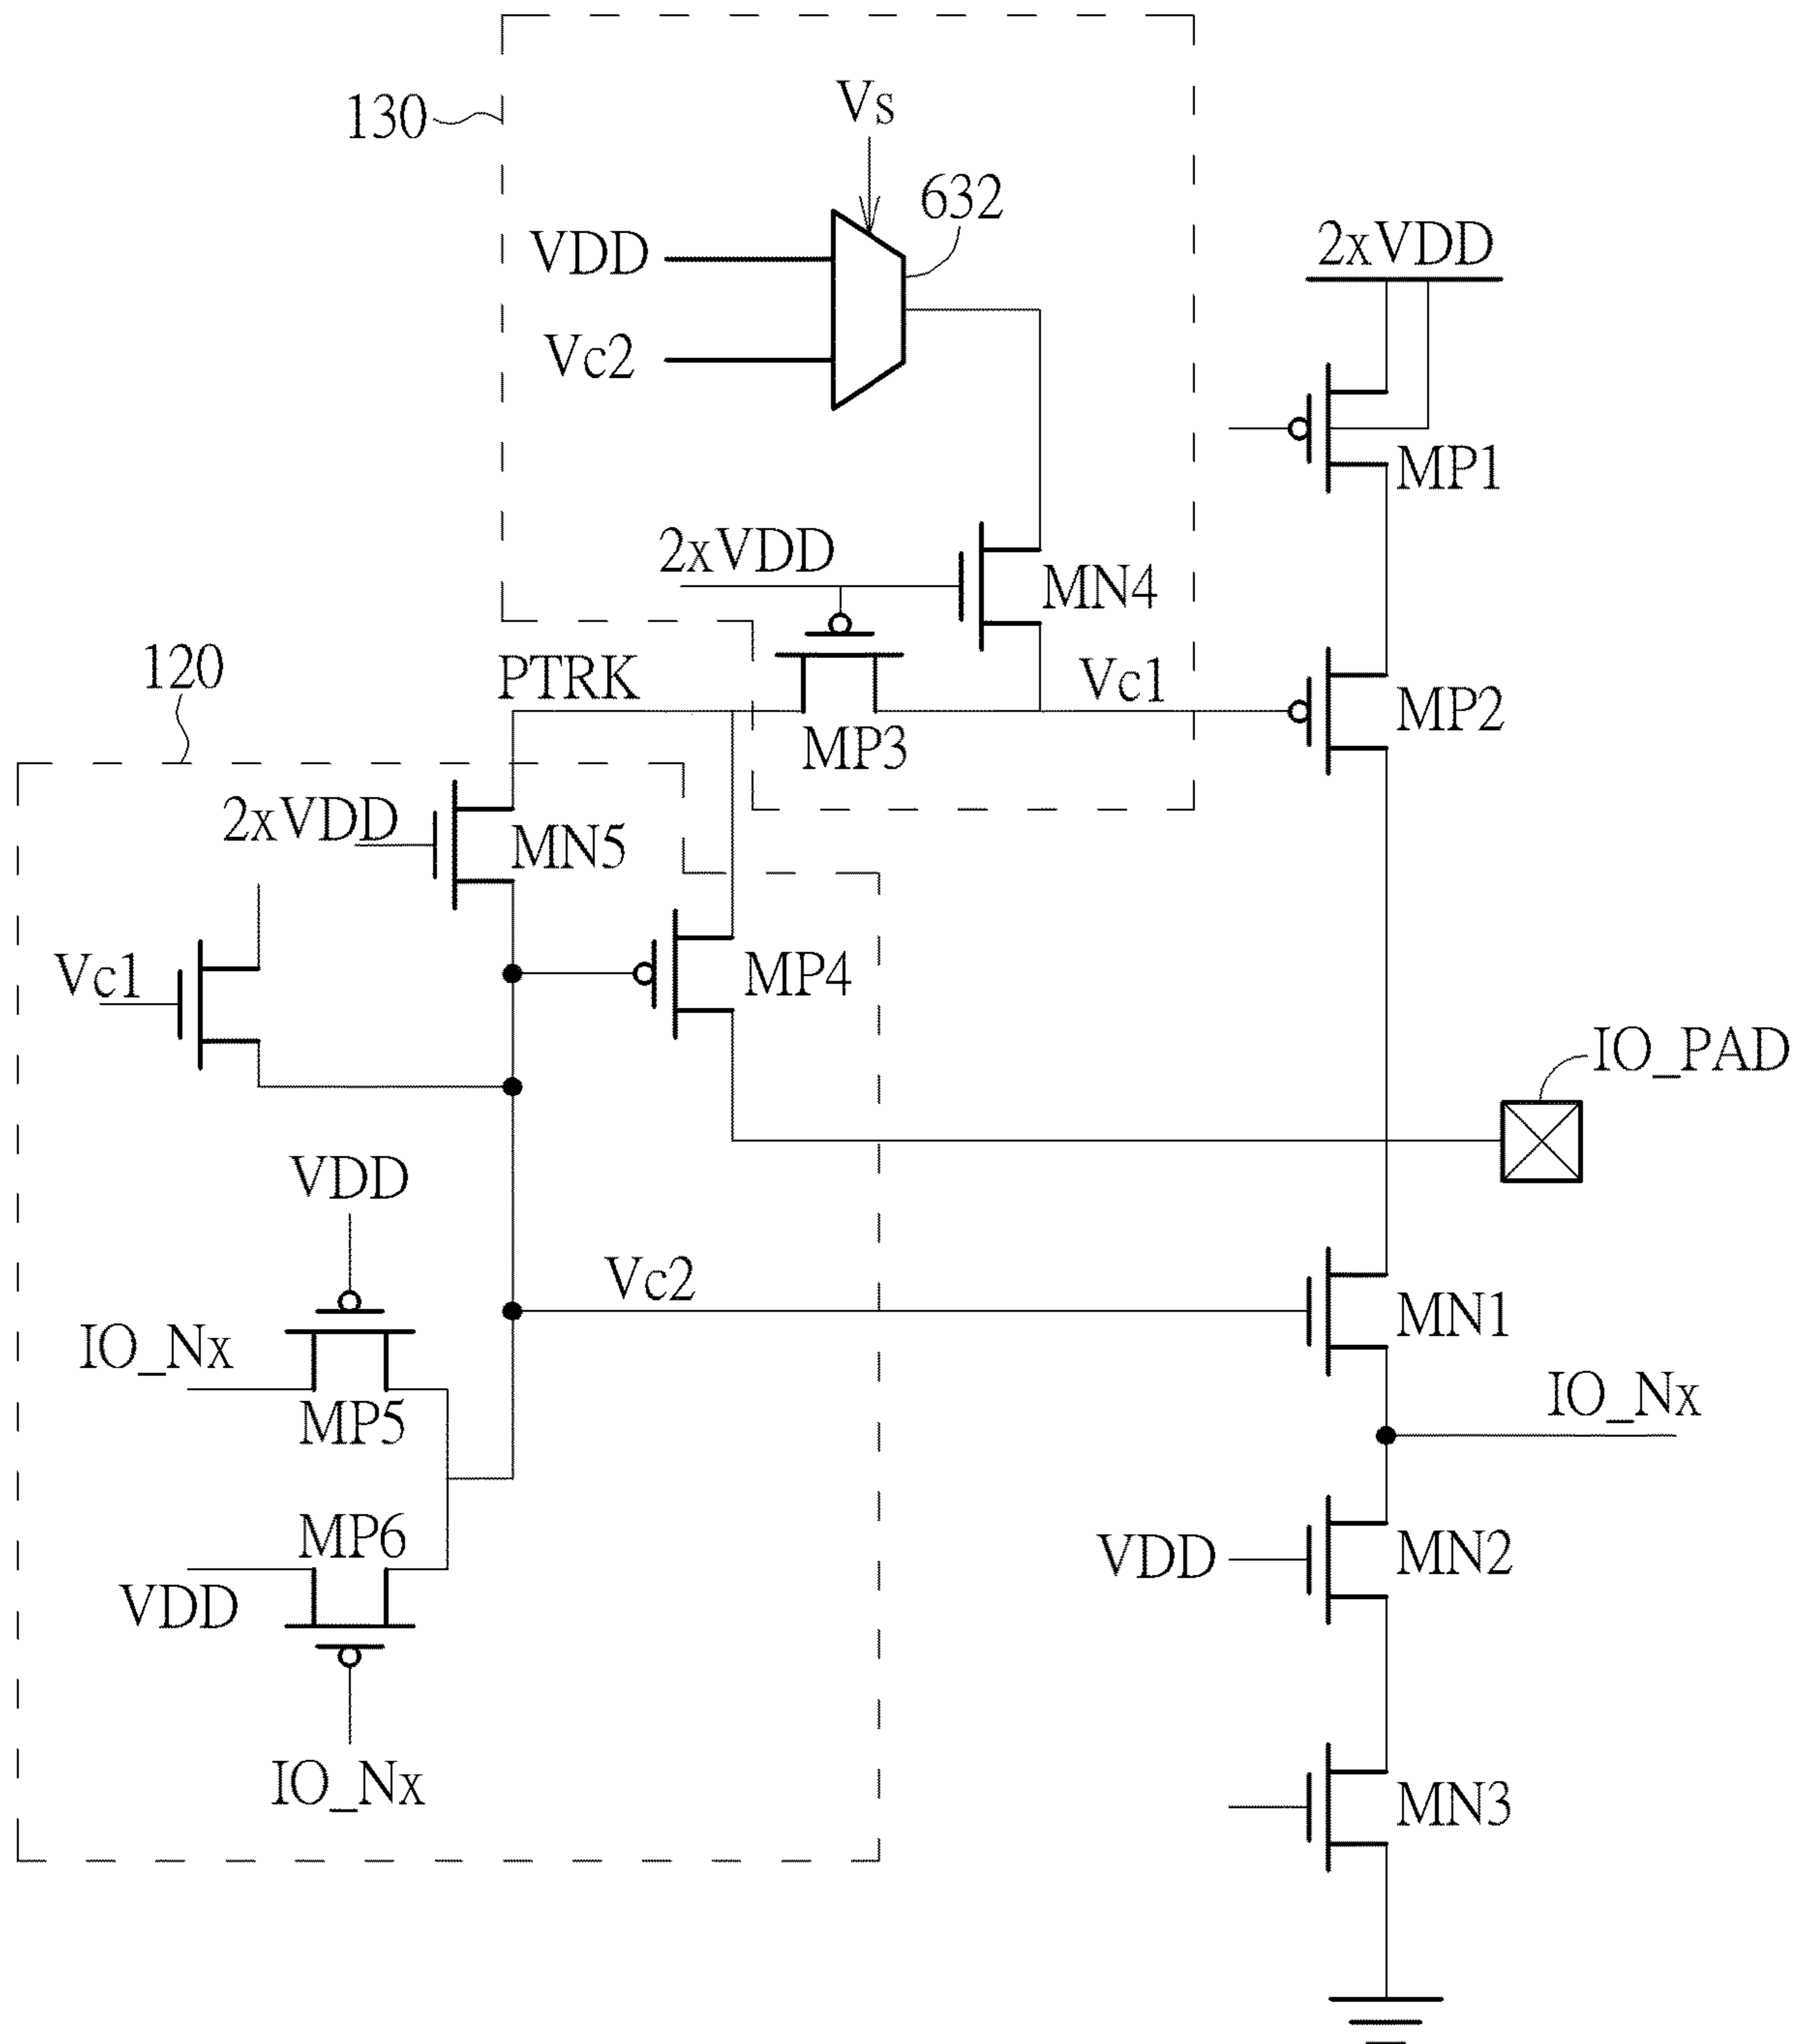 130
Vs
632
VDD
Vc2
2xVDD
MP1
2xVDD
MN4
120
PTRK
Vc1
MP3
MP2
2xVDD
MN5
Vc1
MP4
IO_PAD
VDD
Vc2
IO_Nx
MP5
MN1
IO_Nx
MP6
VDD
VDD
MN2
IO_Nx
MN3